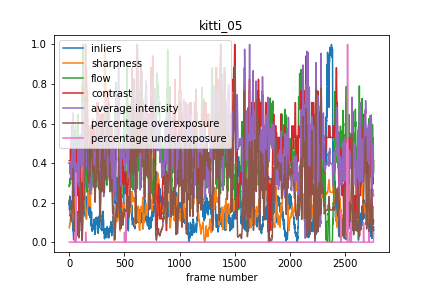 kitti_05
1.0
0.8
0.6
0.4
0.2
0.0
inliers
sharpness
flow
contrast
average intensity
percentage overexposure
percentage underexposure
0 500 1000 1500 2000 2500
frame number